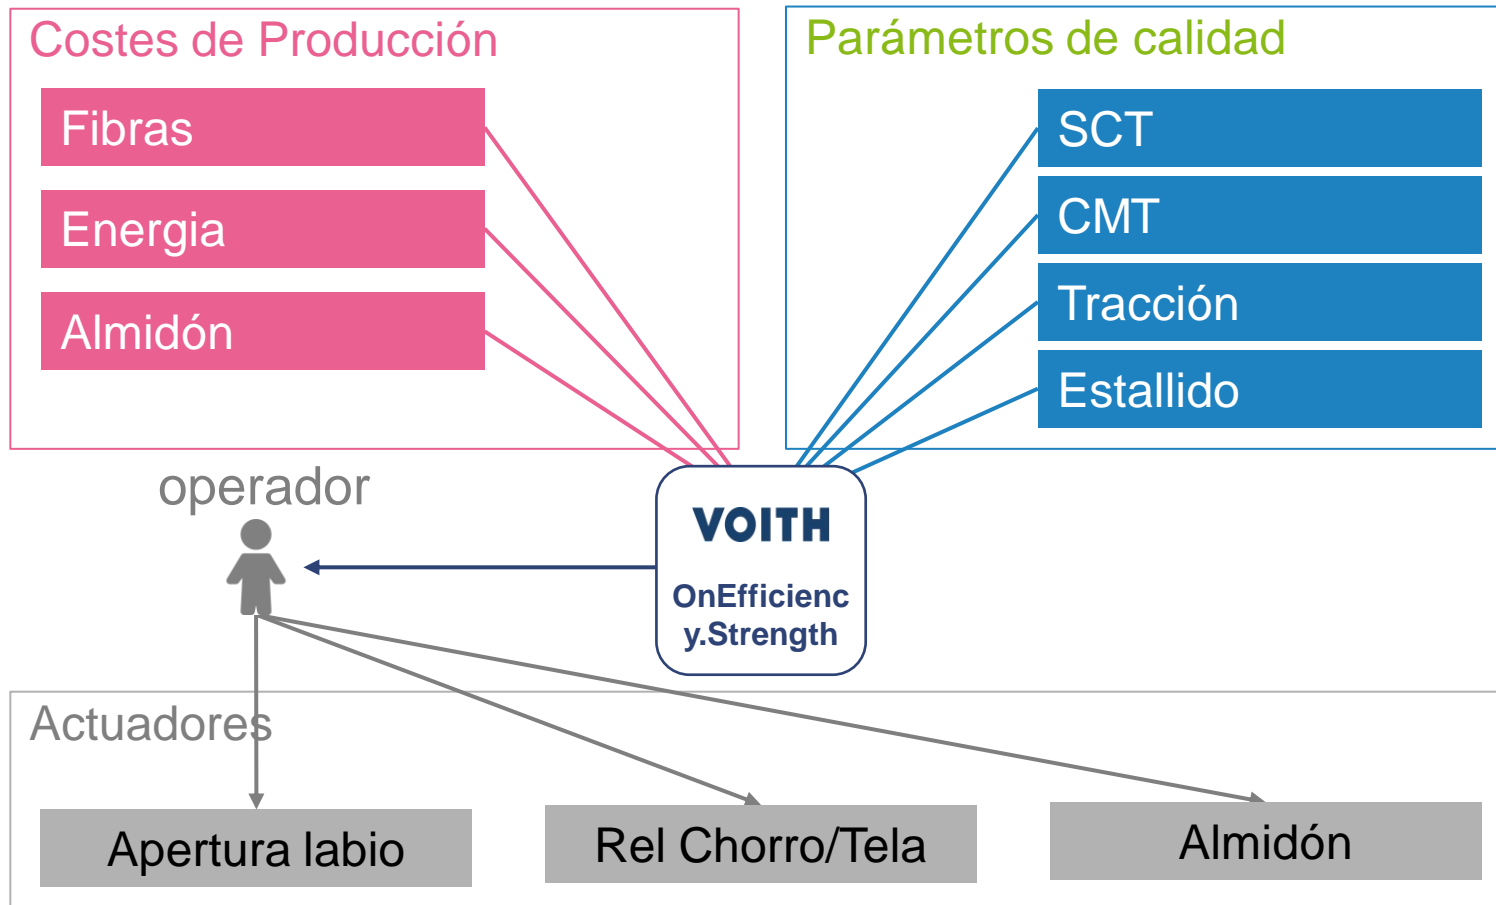 Costes de Producción
Fibras
Energia
Almidón
Parámetros de calidad
SCT
CMT
Tracción
Estallido
operador
VOITH
OnEfficienc
y.Strength
Actuadores
Apertura labio
Rel Chorro/Tela
Almidón